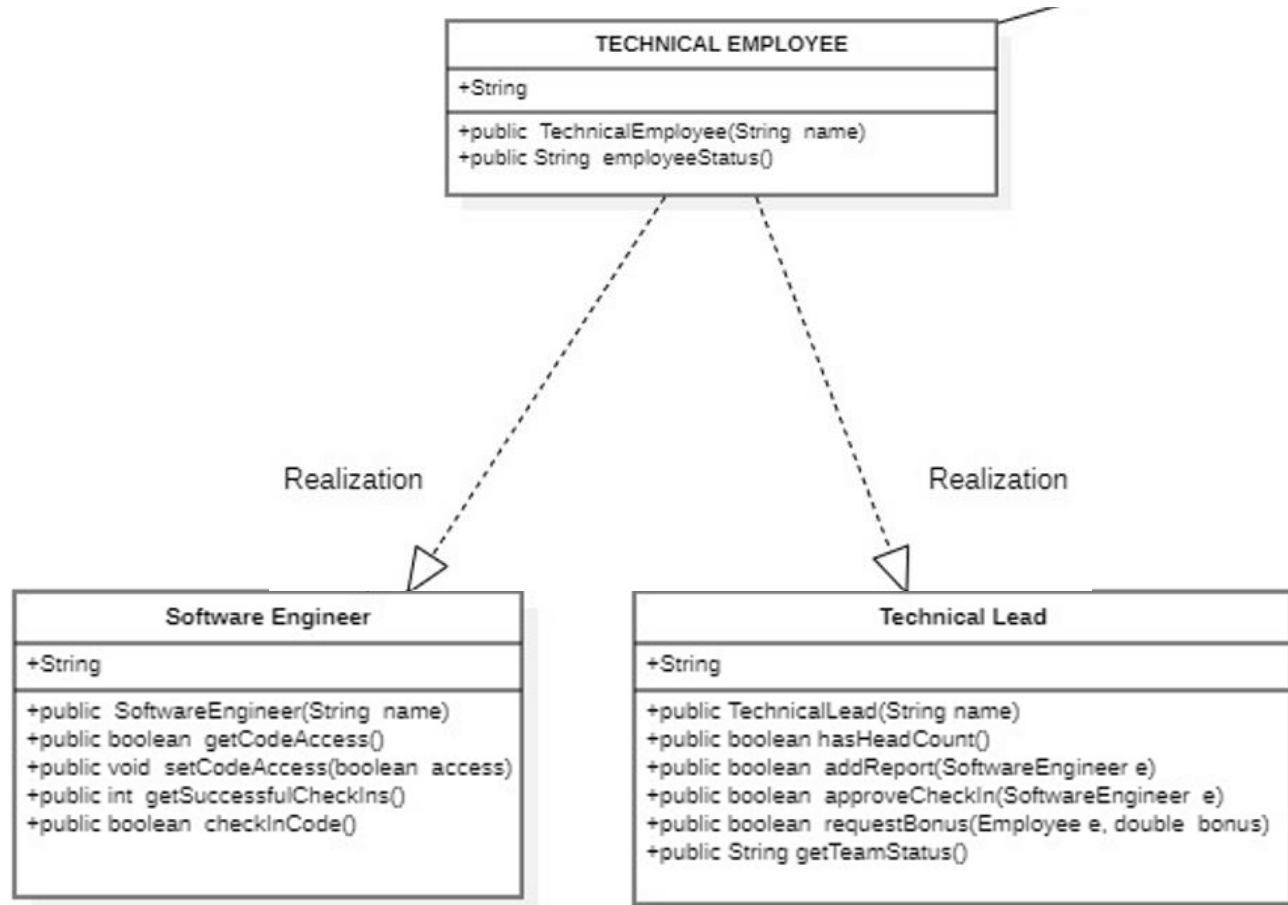 TECHNICAL EMPLOYEE
+String
+public TechnicalEmployee(String name)
+public String employeeStatus()
Realization
Realization
Software Engineer
+String
+public SoftwareEngineer(String name)
+public boolean getCodeAccess()
+public void setCodeAccess(boolean access)
+public int getSuccessfulCheckIns()
+public boolean checkInCode()
Technical Lead
+String
+public TechnicalLead(String name)
+public boolean hasHeadCount()
+public boolean addReport(SoftwareEngineer e)
+public boolean approveCheckIn(SoftwareEngineer e)
+public boolean requestBonus(Employee e, double bonus)
+public String getTeamStatus()